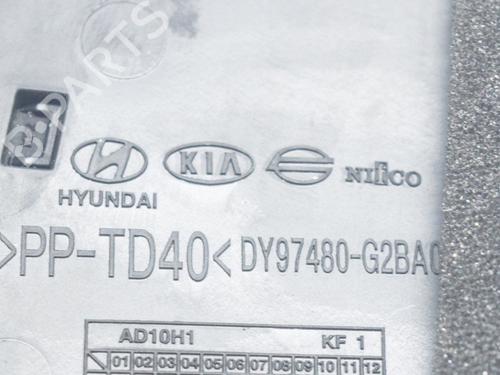 B-PARTS
HYUNDAI KIA Nifco
>PP-TD40< DY97480-G2BA0
AD10H1 KF 1
01 02 03 04 05 06 07 08 09 10 11 12